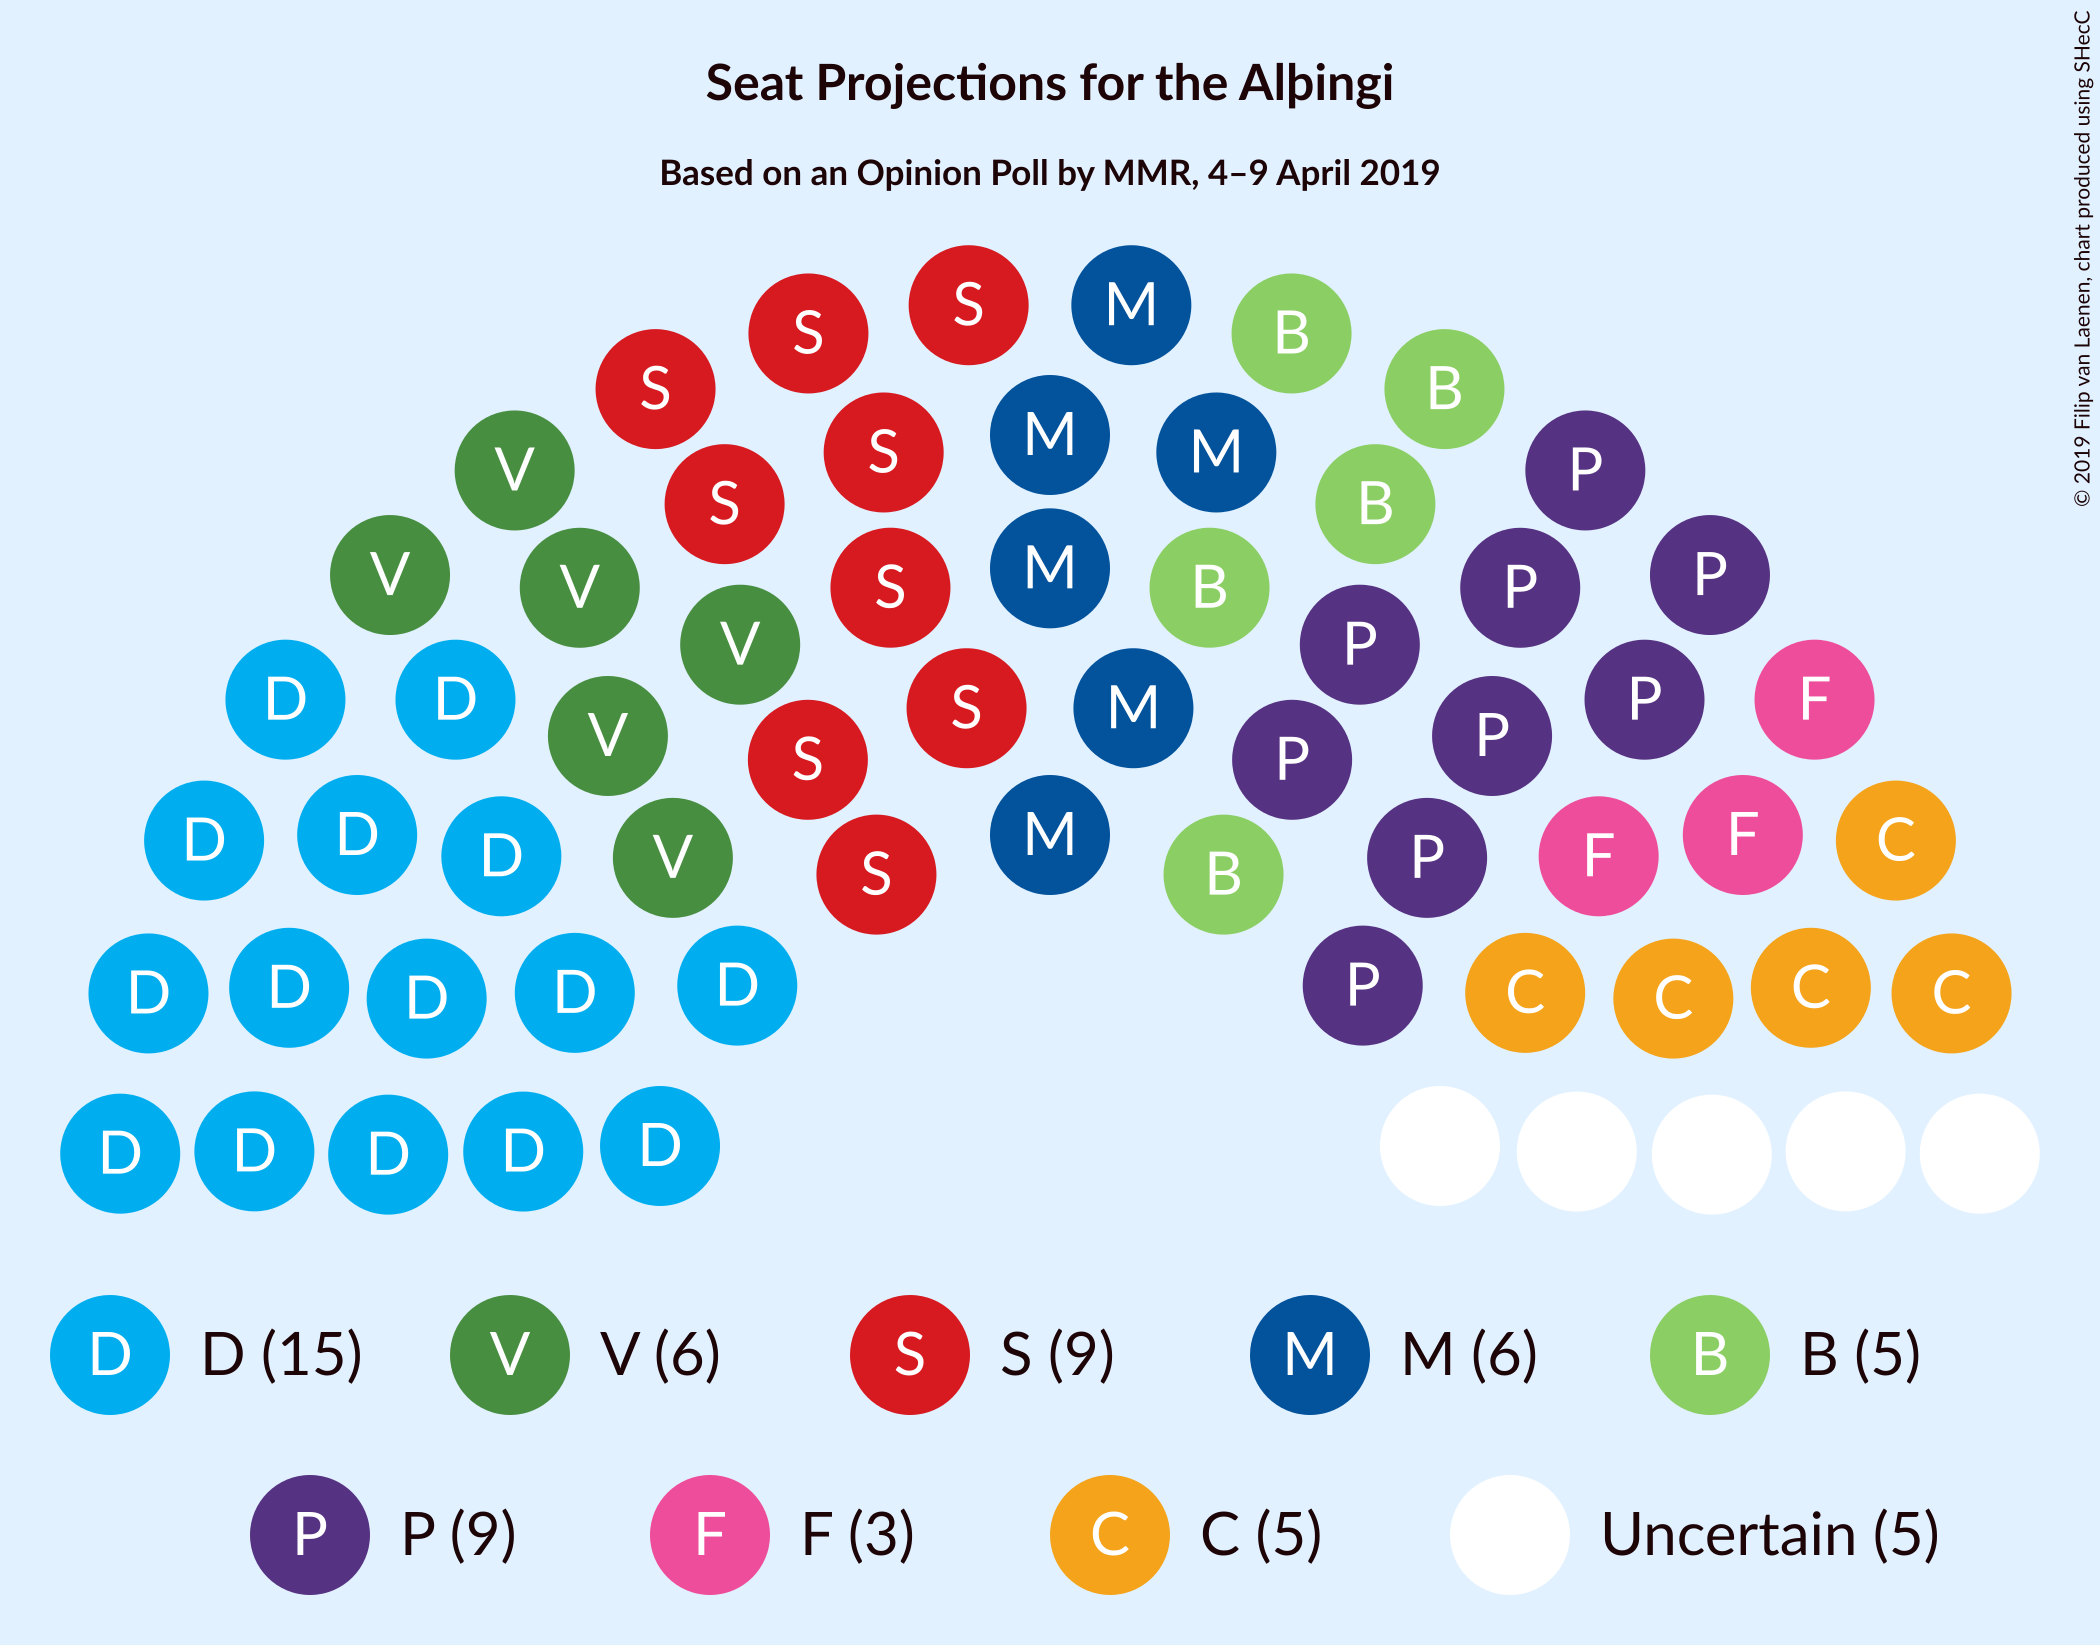 Seat Projections for the Alþingi
Based on an Opinion Poll by MMR, 4–9 April 2019
© 2019 Filip van Laenen, chart produced using SHecC
S M
S B
S B
M
S M
V P
S B
M
V P
V S B P
V P
S M
D D P F
V P
S P
D D M F C
D V P F
S B
D P
D D C C
D D C C
D D D D D
D D (15) V V (6) S S (9) M M (6) B B (5)
P P (9) F F (3) C C (5) Uncertain (5)